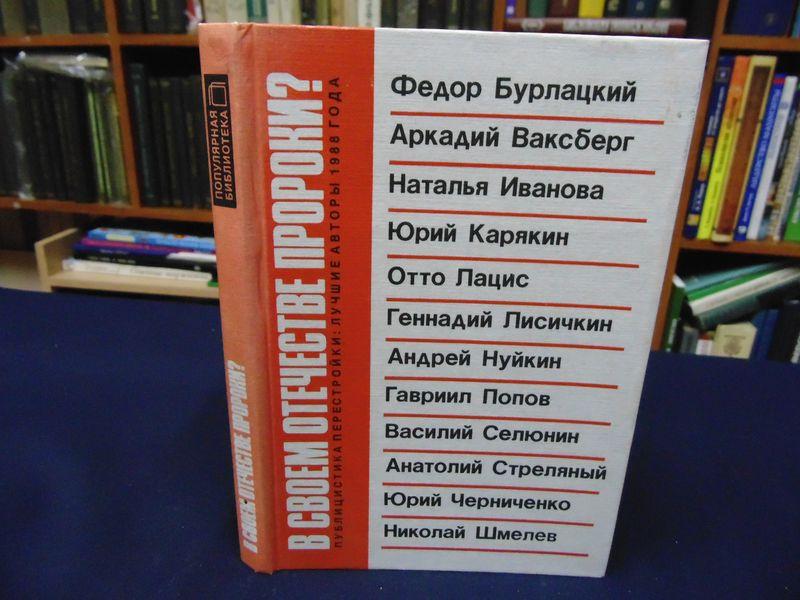 ПОПУЛЯРНАЯ
БИБЛИОТЕКА
В СВОЕМ ОТЕЧЕСТВЕ ПРОРОКИ?
В СВОЕМ ОТЕЧЕСТВЕ ПРОРОКИ?
ПУБЛИЦИСТИКА ПЕРЕСТРОЙКИ: ЛУЧШИЕ АВТОРЫ 1988 ГОДА
Федор Бурлацкий
Аркадий Ваксберг
Наталья Иванова
Юрий Карякин
Отто Лацис
Геннадий Лисичкин
Андрей Нуйкин
Гавриил Попов
Василий Селюнин
Анатолий Стреляный
Юрий Черниченко
Николай Шмелев